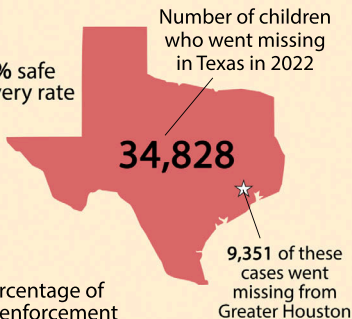 Number of children
who went missing
in Texas in 2022
% safe
very rate
34,828
9,351 of these
cases went
missing from
Greater Houston
rcentage of
enforcement